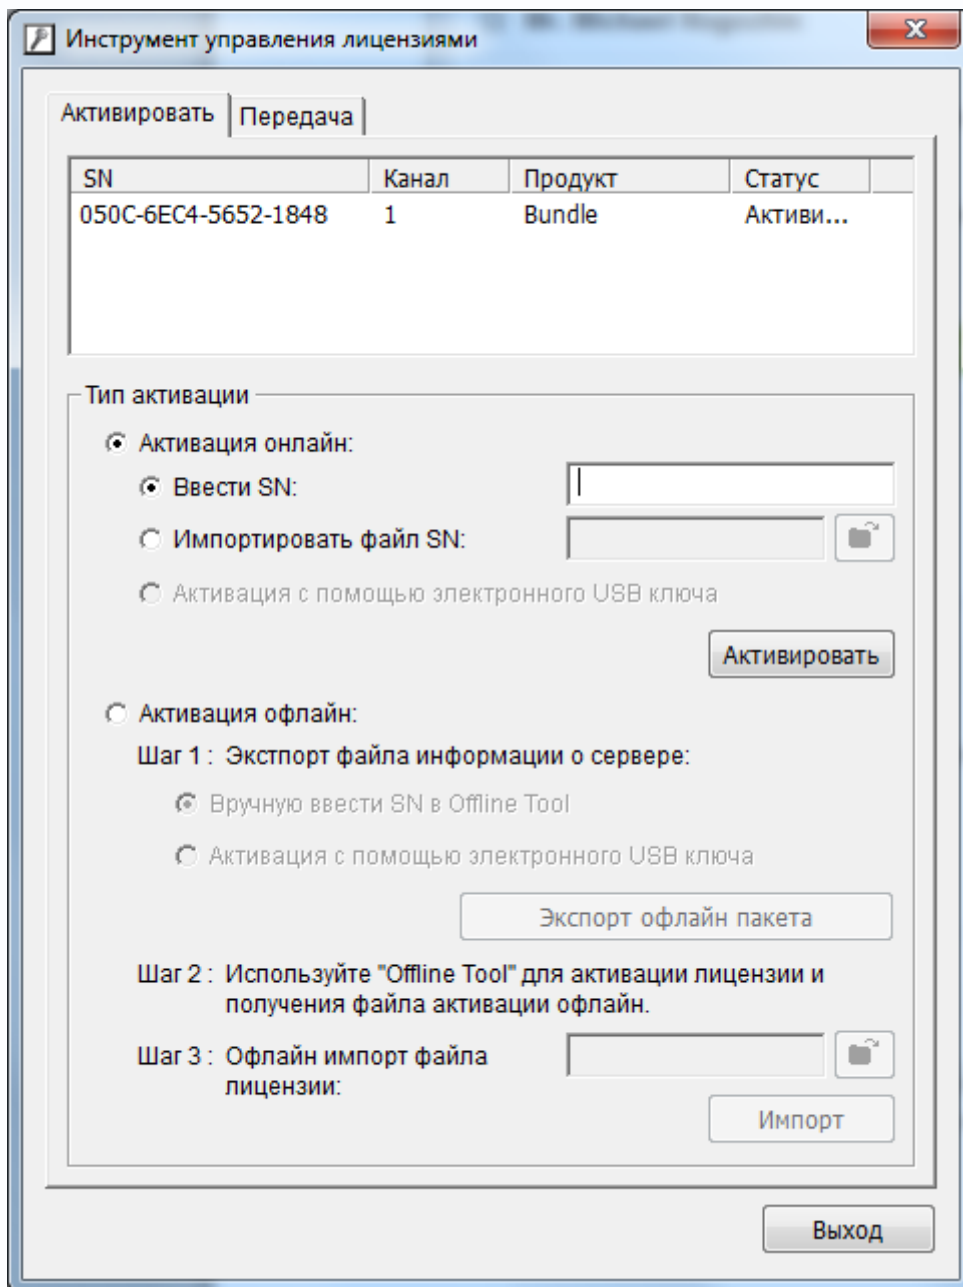 Инструмент управления лицензиями
Активировать Передача
SN Канал Продукт Статус
050C-6EC4-5652-1848 1 Bundle Активи...
Тип активации
Активация онлайн:
Ввести SN:
Импортировать файл SN:
Активация с помощью электронного USB ключа
Активировать
Активация офлайн:
Шаг 1 : Экстпорт файла информации о сервере:
Вручную ввести SN в Offline Tool
Активация с помощью электронного USB ключа
Экспорт офлайн пакета
Шаг 2 : Используйте "Offline Tool" для активации лицензии и
получения файла активации офлайн.
Шаг 3 : Офлайн импорт файла
лицензии:
Импорт
Выход